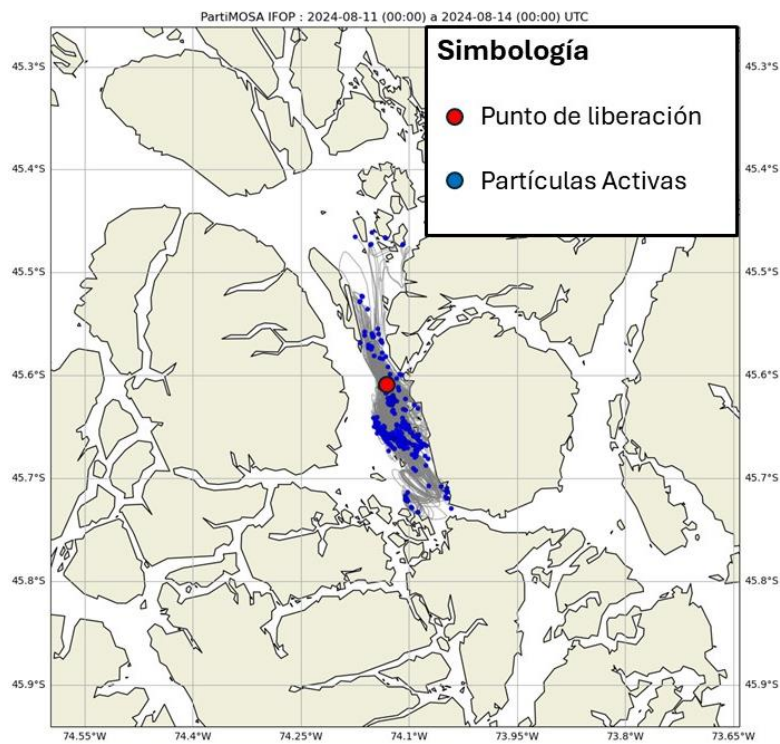 PartiMOSA IFOP : 2024-08-11 (00:00) a 2024-08-14 (00:00) UTC
Simbología
Punto de liberación
Partículas Activas
45.3°S
45.3°S
45.4°S
45.4°S
45.5°S
45.5°S
45.6°S
45.6°S
45.7°S
45.7°S
45.8°S
45.8°S
45.9°S
45.9°S
74.55°W
74.4°W
74.25°W
74.1°W
73.95°W
73.8°W
73.65°W